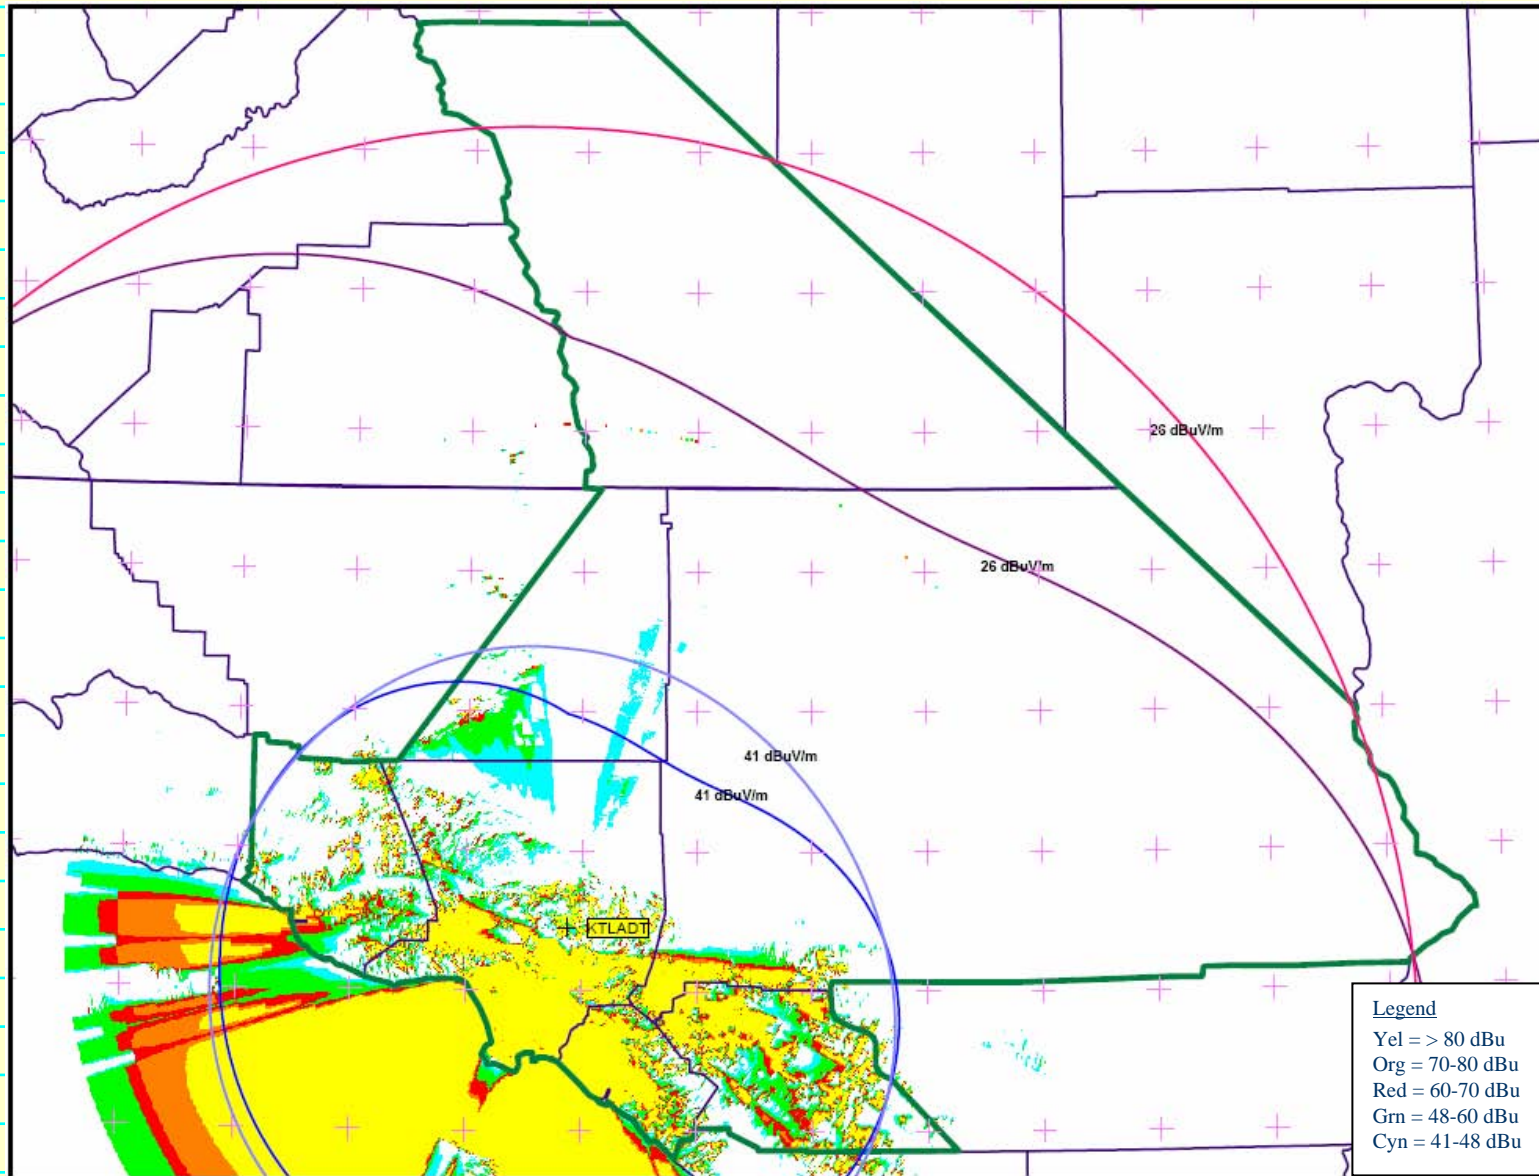 26 dBuV/m
26 dBuV/m
41 dBuV/m
41 dBuV/m
KTLADT
Legend
Yel = > 80 dBu
Org = 70-80 dBu
Red = 60-70 dBu
Grn = 48-60 dBu
Cyn = 41-48 dBu